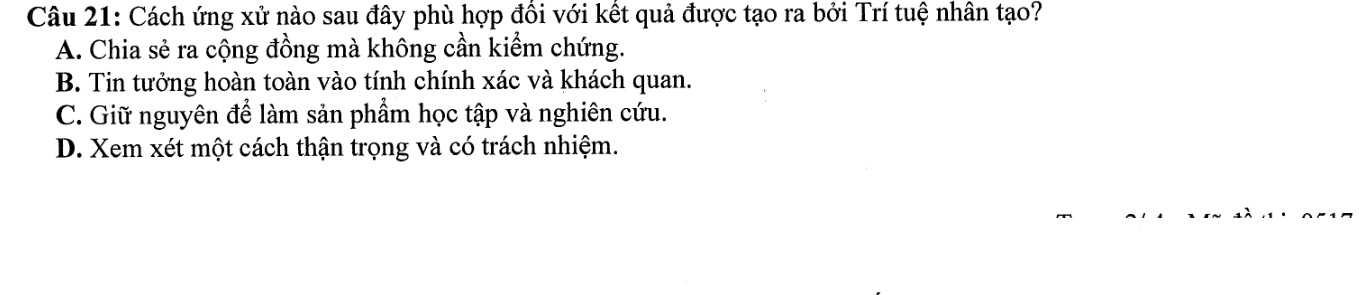 Câu 21: Cách ứng xử nào sau đây phù hợp đối với kết quả được tạo ra bởi Trí tuệ nhân tạo?
A. Chia sẻ ra cộng đồng mà không cần kiểm chứng.
B. Tin tưởng hoàn toàn vào tính chính xác và khách quan.
C. Giữ nguyên để làm sản phẩm học tập và nghiên cứu.
D. Xem xét một cách thận trọng và có trách nhiệm.